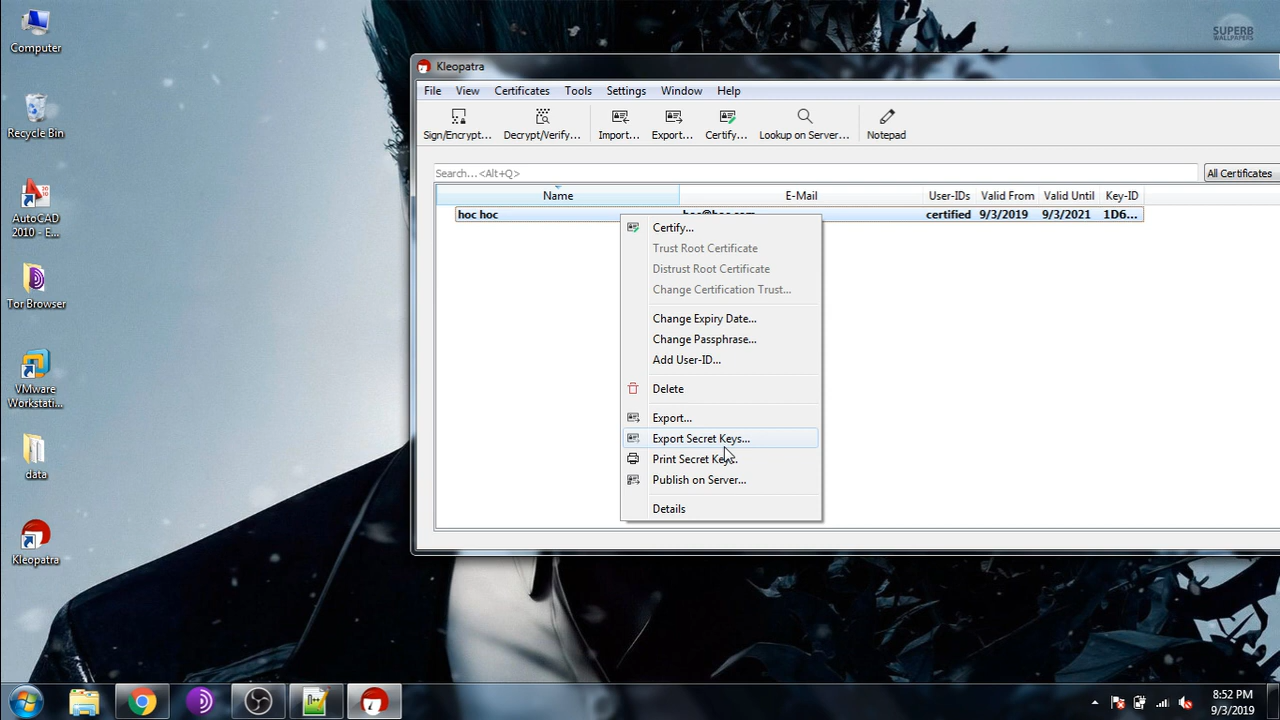 Computer
Recycle Bin
AutoCAD
2010 - E...
Tor Browser
VMware
Workstati...
data
Kleopatra
SUPERB
WALLPAPERS
Kleopatra
File View Certificates Tools Settings Window Help
Sign/Encrypt... Decrypt/Verify... Import... Export... Certify... Lookup on Server... Notepad
Search...<Alt+Q> All Certificates
Name E-Mail User-IDs Valid From Valid Until Key-ID
hoc hoc certified 9/3/2019 9/3/2021 1D6...
Certify...
Trust Root Certificate
Distrust Root Certificate
Change Certification Trust...
Change Expiry Date...
Change Passphrase...
Add User-ID...
Delete
Export...
Export Secret Keys...
Print Secret Keys..
Publish on Server...
Details
8:52 PM
9/3/2019